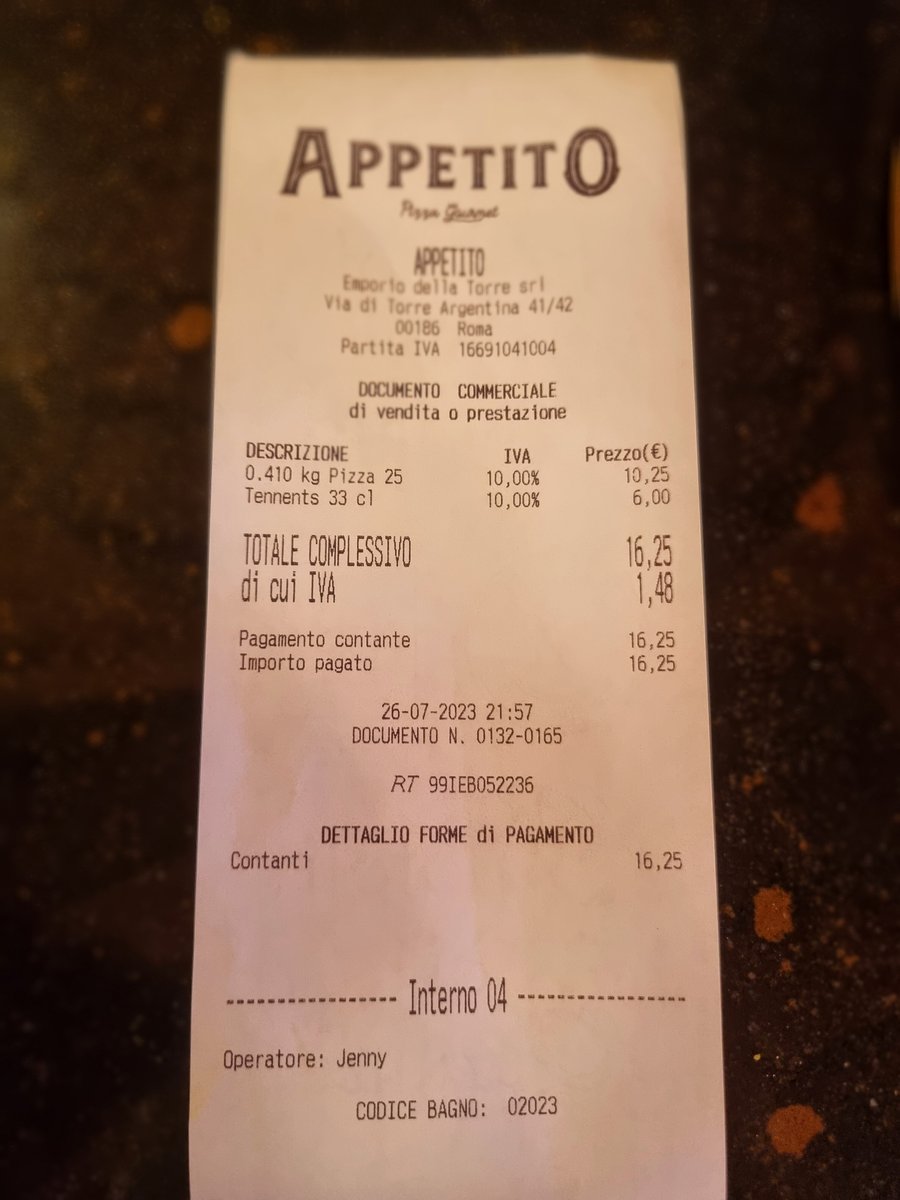 APPETITO
Pizza Gurmet
APPETITO
Emporio della Torre srl
Via di Torre Argentina 41/42
00186 Roma
Partita IVA 16691041004
DOCUMENTO COMMERCIALE
di vendita o prestazione
DESCRIZIONE IVA Prezzo(€)
0.410 kg Pizza 25 10,00% 10,25
Tennents 33 cl 10,00% 6,00
TOTALE COMPLESSIVO 16,25
di cui IVA 1,48
Pagamento contante 16,25
Importo pagato 16,25
26-07-2023 21:57
DOCUMENTO N. 0132-0165
RT 99IEB052236
DETTAGLIO FORME di PAGAMENTO
Contanti 16,25
----------------- Interno 04 -----------------
Operatore: Jenny
CODICE BAGNO: 02023